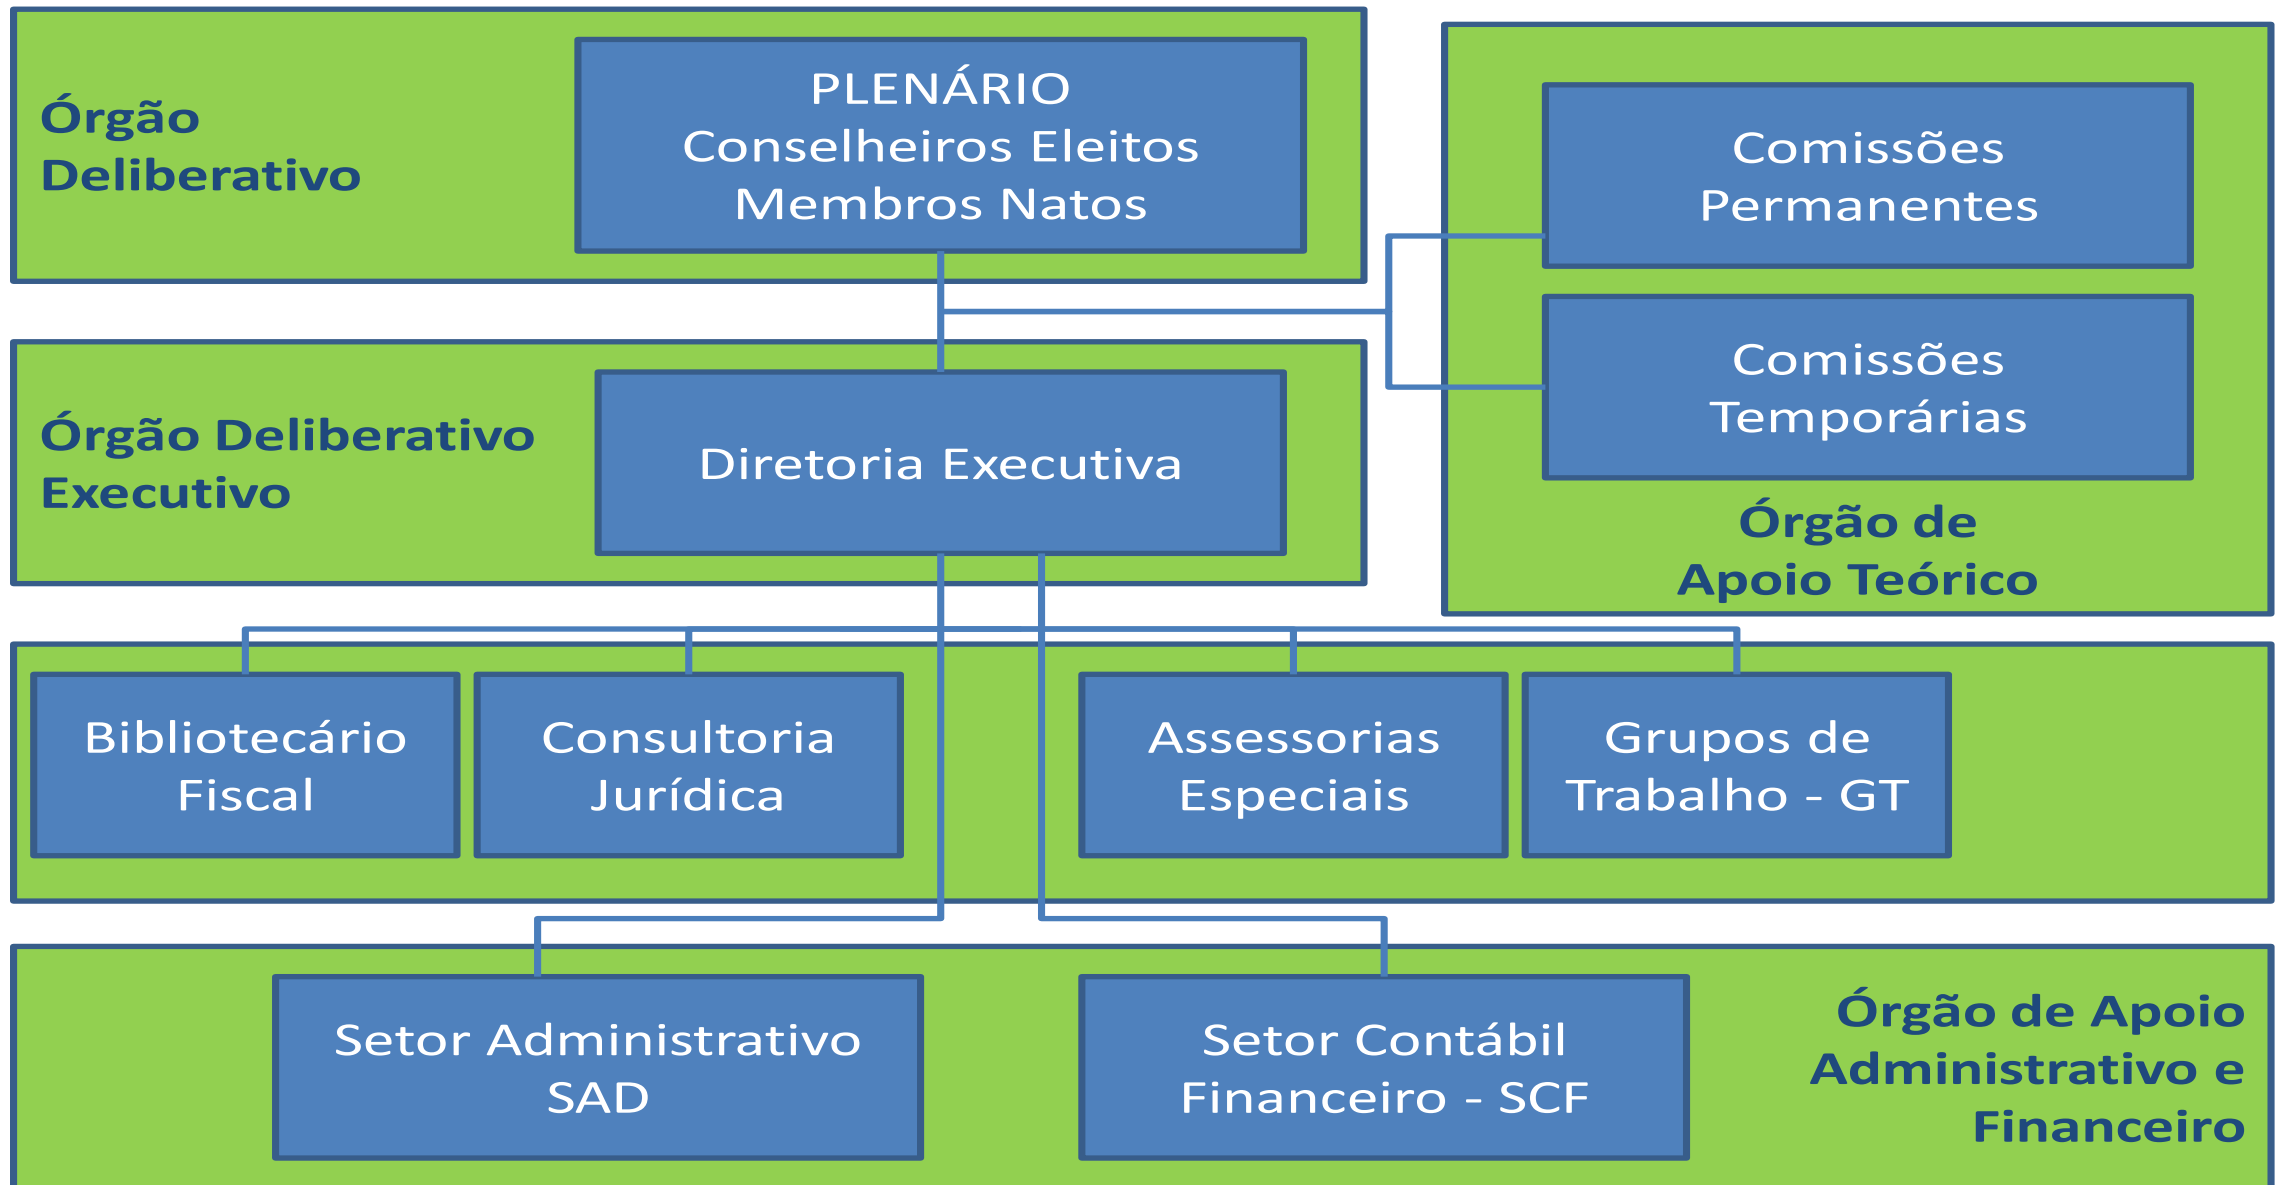 Órgão
Deliberativo
PLENÁRIO
Conselheiros Eleitos
Membros Natos
Comissões
Permanentes
Comissões
Temporárias
Órgão de
Apoio Teórico
Órgão Deliberativo
Executivo
Diretoria Executiva
Bibliotecário
Fiscal
Consultoria
Jurídica
Assessorias
Especiais
Grupos de
Trabalho - GT
Setor Administrativo
SAD
Setor Contábil
Financeiro - SCF
Órgão de Apoio
Administrativo e
Financeiro